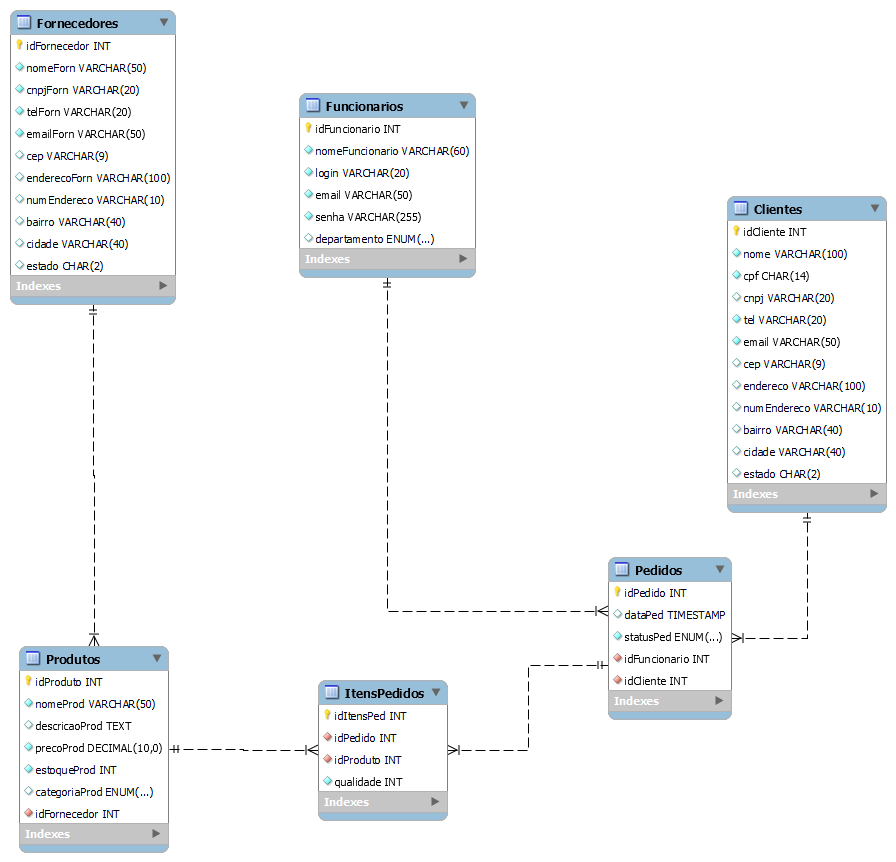 Fornecedores
idFornecedor INT
nomeForn VARCHAR(50)
cnpjForn VARCHAR(20)
telForn VARCHAR(20)
emailForn VARCHAR(50)
cep VARCHAR(9)
enderecoForn VARCHAR(100)
numEndereco VARCHAR(10)
bairro VARCHAR(40)
cidade VARCHAR(40)
estado CHAR(2)
Indexes
Funcionarios
idFuncionario INT
nomeFuncionario VARCHAR(60)
login VARCHAR(20)
email VARCHAR(50)
senha VARCHAR(255)
departamento ENUM(...)
Indexes
Clientes
idCliente INT
nome VARCHAR(100)
cpf CHAR(14)
cnpj VARCHAR(20)
tel VARCHAR(20)
email VARCHAR(50)
cep VARCHAR(9)
endereco VARCHAR(100)
numEndereco VARCHAR(10)
bairro VARCHAR(40)
cidade VARCHAR(40)
estado CHAR(2)
Indexes
Pedidos
idPedido INT
dataPed TIMESTAMP
statusPed ENUM(...)
idFuncionario INT
idCliente INT
Indexes
Produtos
idProduto INT
nomeProd VARCHAR(50)
descricaoProd TEXT
precoProd DECIMAL(10,0)
estoqueProd INT
categoriaProd ENUM(...)
idFornecedor INT
Indexes
ItensPedidos
idItensPed INT
idPedido INT
idProduto INT
qualidade INT
Indexes